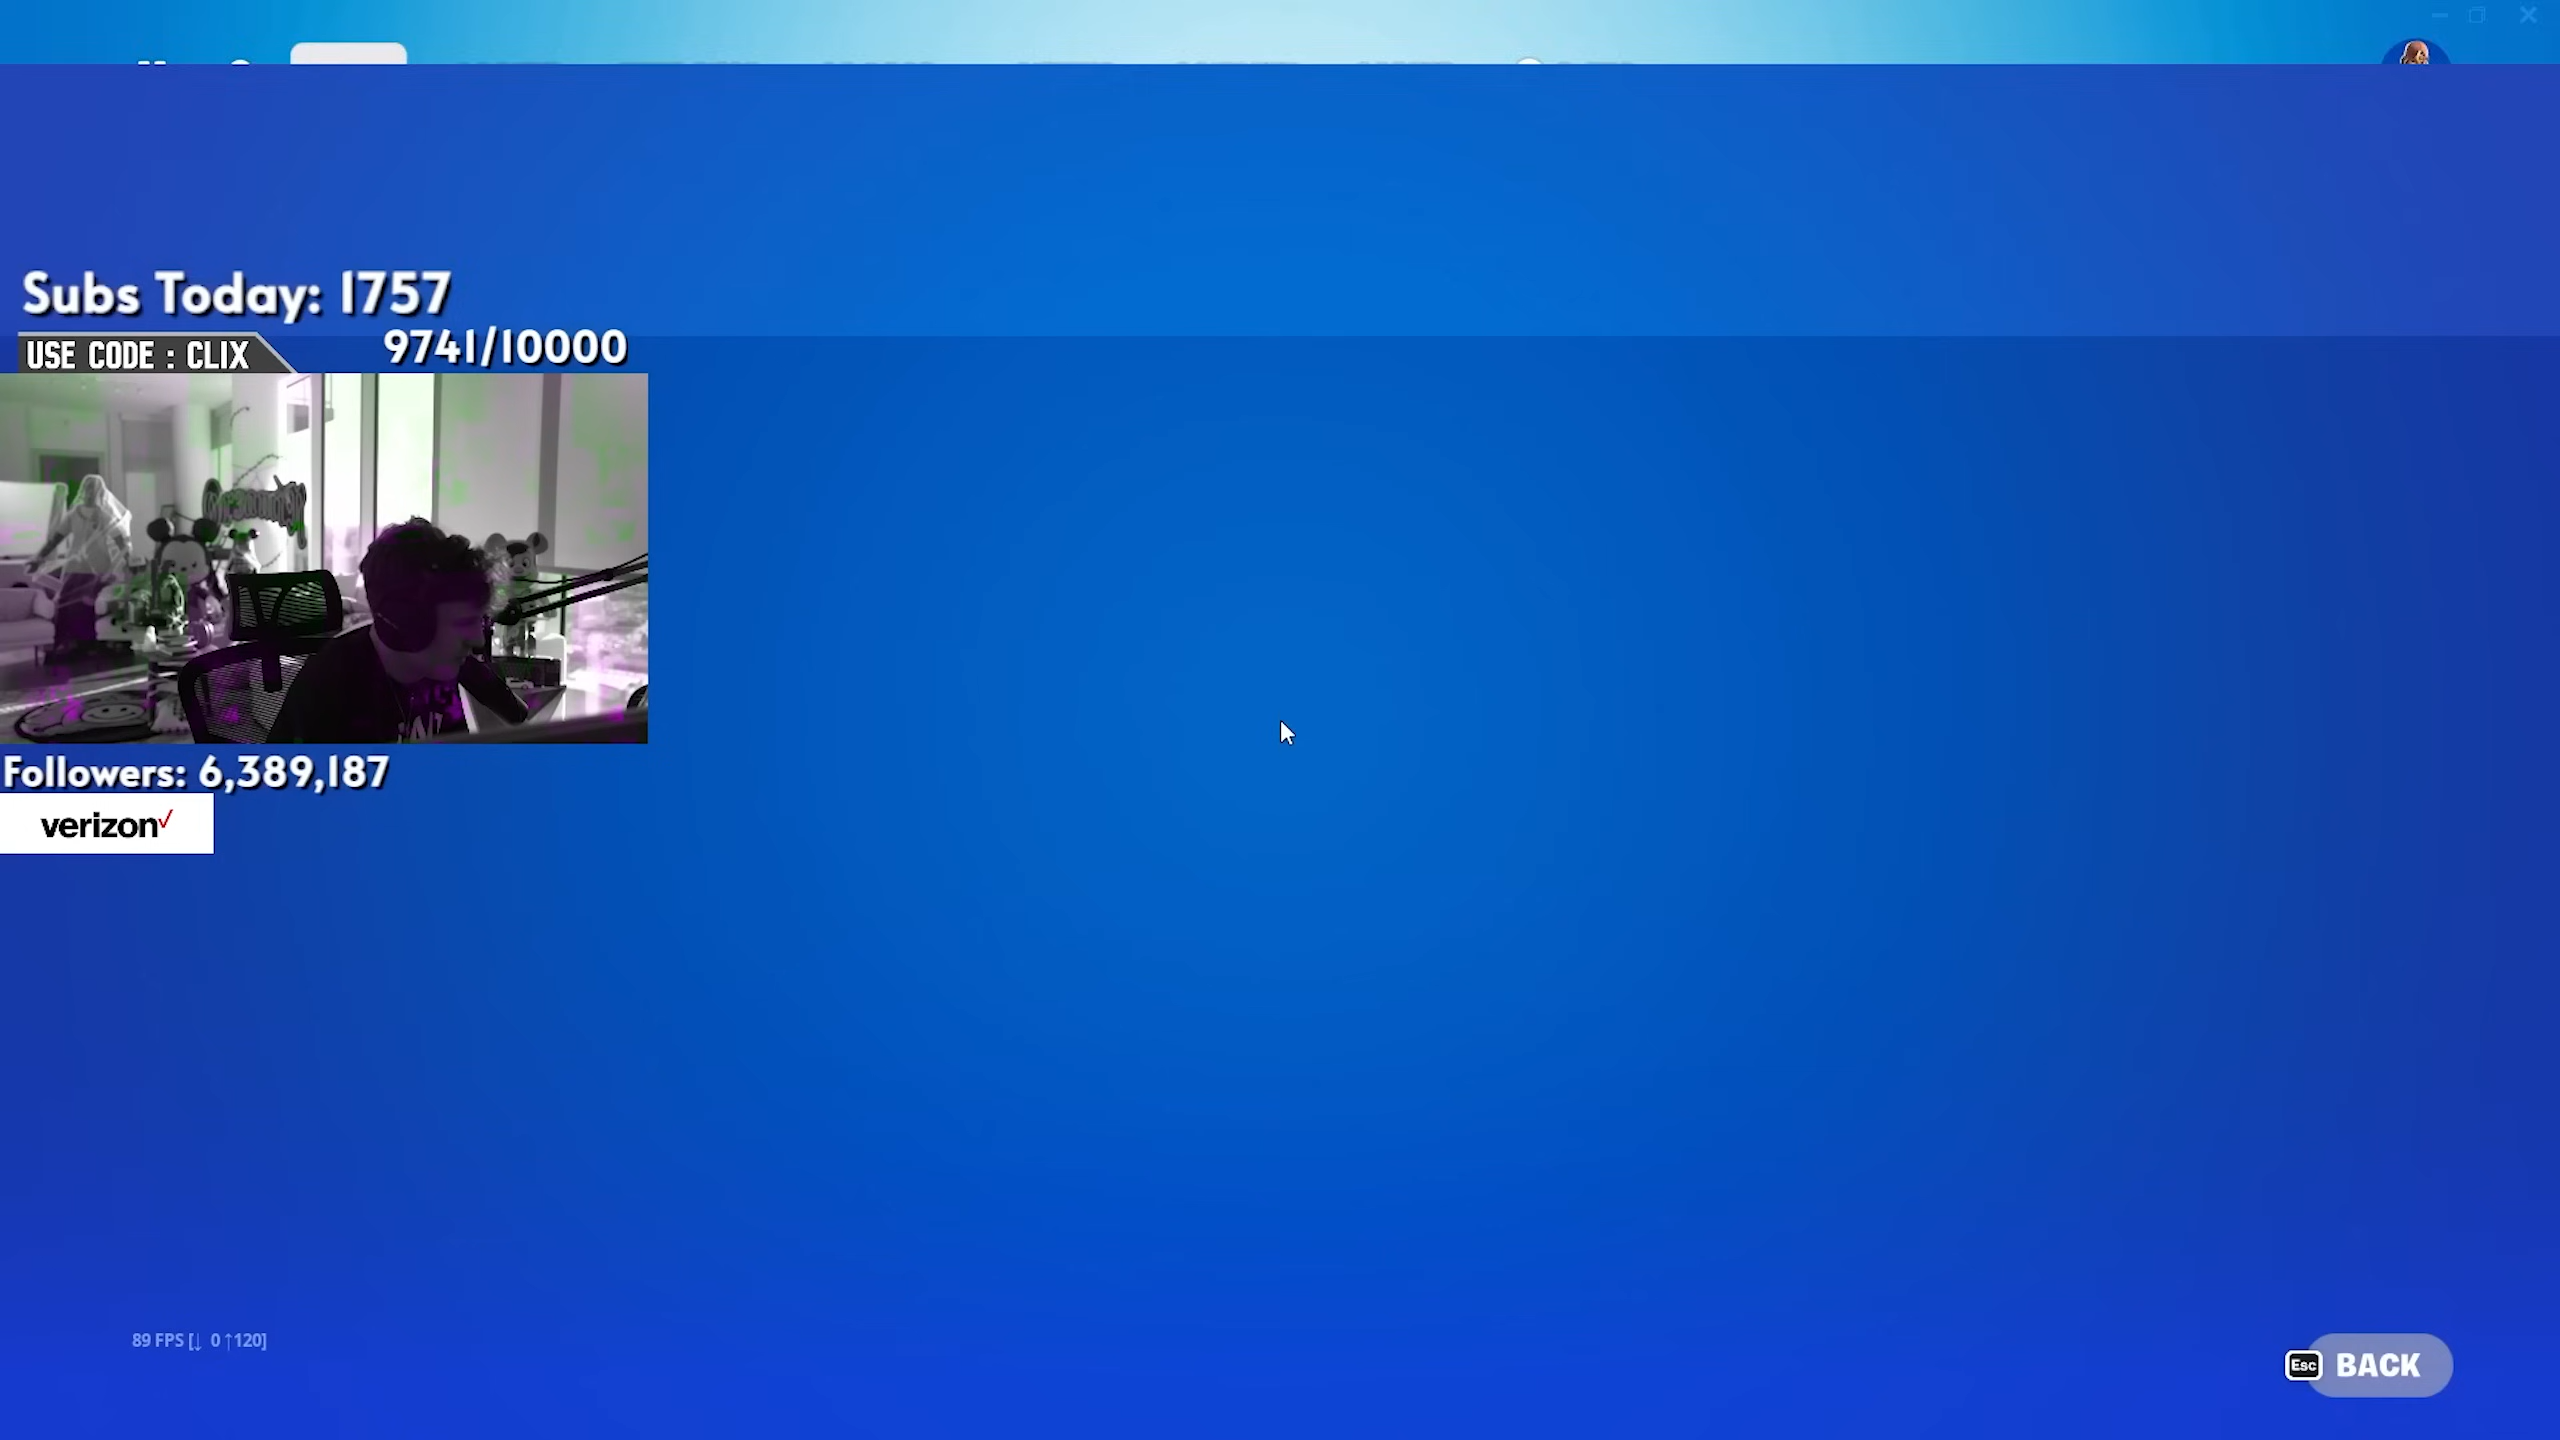 Subs Today: 1757
USE CODE : CLIX
9741/10000
Followers: 6,389,187
verizon
89 FPS [↓ 0 ↑120]
Esc BACK